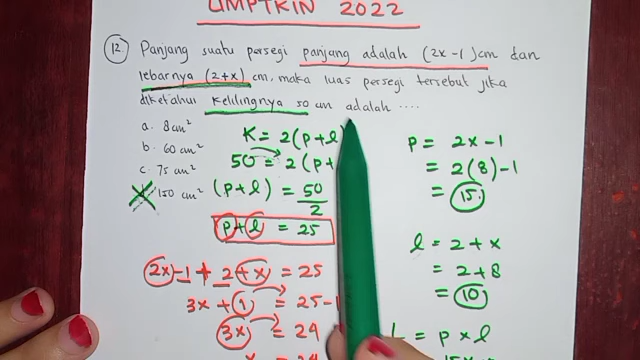 UMPTKIN 2022
12. Panjang suatu persegi panjang adalah (2x-1) cm dan
lebarnya (2+x) cm, maka luas persegi tersebut jika
diketahui kelilingnya 50 cm adalah ....
a. 8 cm²
b. 60 cm²
c. 75 cm²
150 cm²
K = 2(p+l)
50 = 2(p+
(p+l) = 50/2
p+l = 25
2x-1 + 2+x = 25
3x+1 = 25-1
3x = 24
p = 2x-1
= 2(8)-1
= 15
l = 2+x
= 2+8
= 10
= p x l